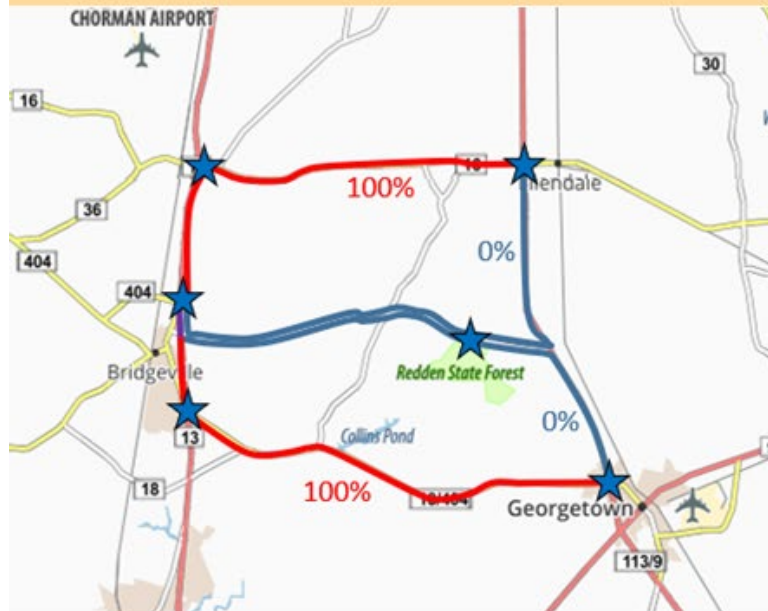 CHORMAN AIRPORT
16
30
36
100%
0%
404
404
Bridgeville
Redden State Forest
0%
13
Collins Pond
18
100%
Georgetown
113/9